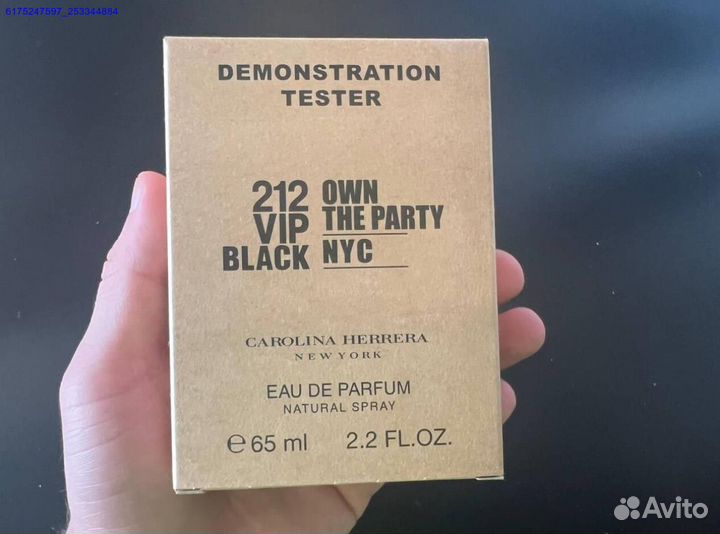 6175247597_253344884
DEMONSTRATION
TESTER
212 OWN
VIP THE PARTY
BLACK NYC
CAROLINA HERRERA
NEW YORK
EAU DE PARFUM
NATURAL SPRAY
℮ 65 ml 2.2 FL.OZ.
Avito